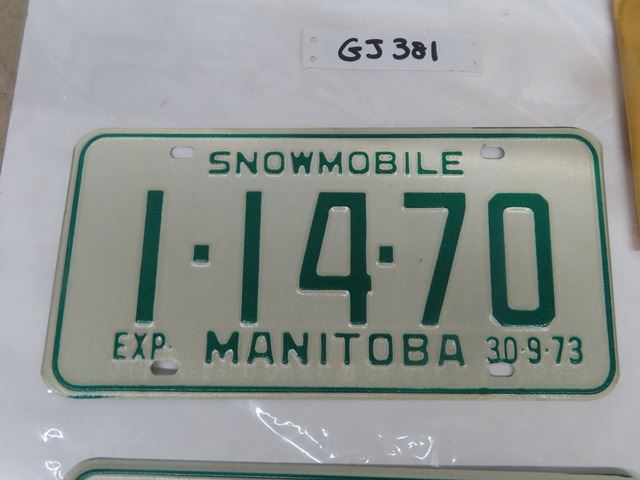 GJ381
SNOWMOBILE
1·14·70
EXP· MANITOBA 30·9·73